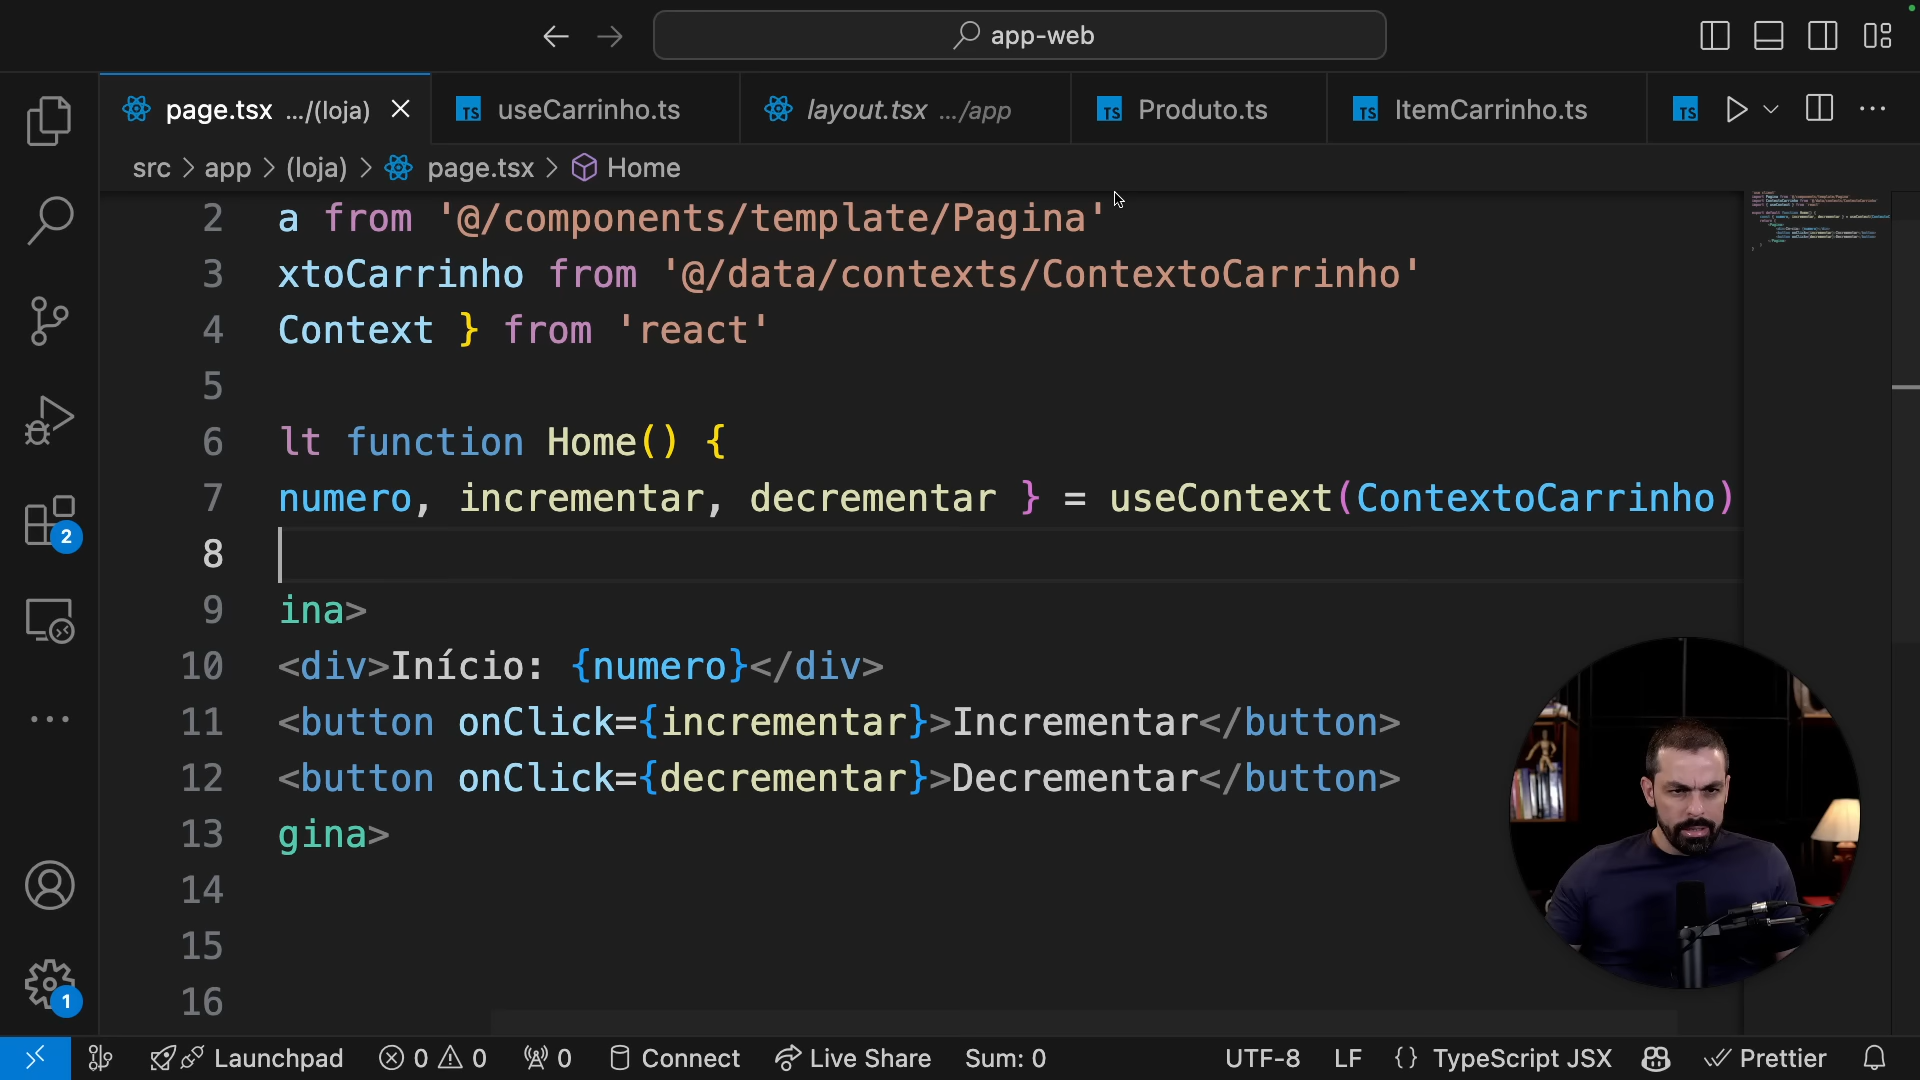 app-web
page.tsx .../(loja)
useCarrinho.ts
layout.tsx .../app
Produto.ts
ItemCarrinho.ts
src > app > (loja) > page.tsx > Home
2 a from '@/components/template/Pagina'
3 xtoCarrinho from '@/data/contexts/ContextoCarrinho'
4 Context } from 'react'
5
6 lt function Home() {
7 numero, incrementar, decrementar } = useContext(ContextoCarrinho)
8
9 ina>
10 <div>Início: {numero}</div>
11 <button onClick={incrementar}>Incrementar</button>
12 <button onClick={decrementar}>Decrementar</button>
13 gina>
14
15
16
2
1
Launchpad 0 0 0 Connect Live Share Sum: 0 UTF-8 LF {} TypeScript JSX Prettier